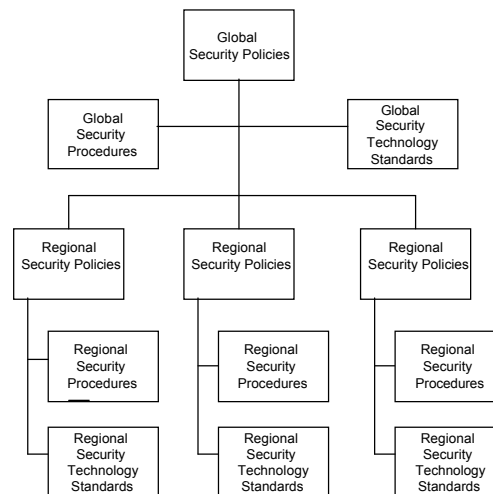 Global
Security Policies
Global
Security
Procedures
Global
Security
Technology
Standards
Regional
Security Policies
Regional
Security Policies
Regional
Security Policies
Regional
Security
Procedures
Regional
Security
Procedures
Regional
Security
Procedures
Regional
Security
Technology
Standards
Regional
Security
Technology
Standards
Regional
Security
Technology
Standards